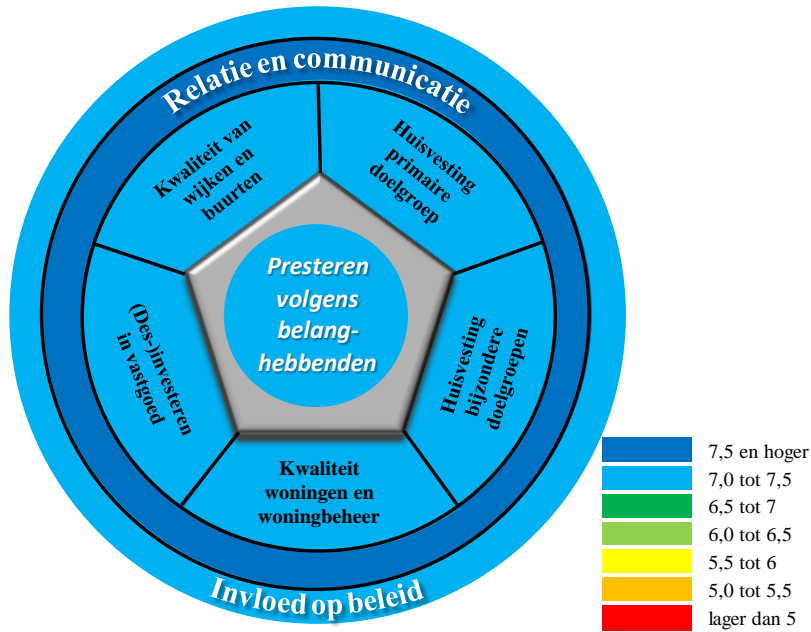 Relatie en communicatie
Kwaliteit van
wijken en
buurten
Huisvesting
primaire
doelgroep
Presteren
volgens
belang-
hebbenden
(Des-)investeren
in vastgoed
Huisvesting
bijzondere
doelgroepen
Kwaliteit
woningen en
woningbeheer
Invloed op beleid
7,5 en hoger
7,0 tot 7,5
6,5 tot 7
6,0 tot 6,5
5,5 tot 6
5,0 tot 5,5
lager dan 5